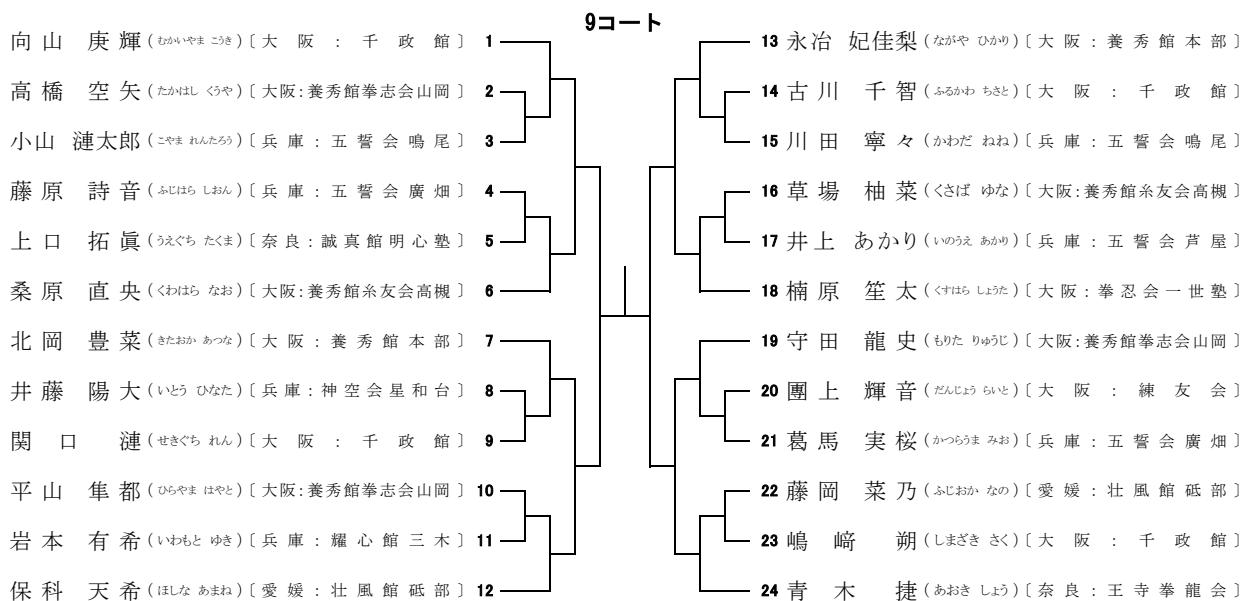 9コート
向山 庚輝 (むかいやま こうき) 〔大阪:千政館〕 1
高橋 空矢 (たかはし くうや) 〔大阪:養秀館拳志会山岡〕 2
小山 漣太郎 (こやま れんたろう) 〔兵庫:五誓会鳴尾〕 3
藤原 詩音 (ふじはら しおん) 〔兵庫:五誓会廣畑〕 4
上口 拓眞 (うえぐち たくま) 〔奈良:誠真館明心塾〕 5
桑原 直央 (くわはら なお) 〔大阪:養秀館糸友会高槻〕 6
北岡 豊菜 (きたおか あつな) 〔大阪:養秀館本部〕 7
井藤 陽大 (いとう ひなた) 〔兵庫:神空会星和台〕 8
関口 漣 (せきぐち れん) 〔大阪:千政館〕 9
平山 隼都 (ひらやま はやと) 〔大阪:養秀館拳志会山岡〕 10
岩本 有希 (いわもと ゆき) 〔兵庫:耀心館三木〕 11
保科 天希 (ほしな あまね) 〔愛媛:壮風館砥部〕 12
13 永冶 妃佳梨 (ながや ひかり) 〔大阪:養秀館本部〕
14 古川 千智 (ふるかわ ちさと) 〔大阪:千政館〕
15 川田 寧々 (かわだ ねね) 〔兵庫:五誓会鳴尾〕
16 草場 柚菜 (くさば ゆな) 〔大阪:養秀館糸友会高槻〕
17 井上 あかり (いのうえ あかり) 〔兵庫:五誓会芦屋〕
18 楠原 笙太 (くすはら しょうた) 〔大阪:拳忍会一世塾〕
19 守田 龍史 (もりた りゅうじ) 〔大阪:養秀館拳志会山岡〕
20 團上 輝音 (だんじょう らいと) 〔大阪:練友会〕
21 葛馬 実桜 (かつらうま みお) 〔兵庫:五誓会廣畑〕
22 藤岡 菜乃 (ふじおか なの) 〔愛媛:壮風館砥部〕
23 嶋﨑 朔 (しまざき さく) 〔大阪:千政館〕
24 青木 捷 (あおき しょう) 〔奈良:王寺拳龍会〕